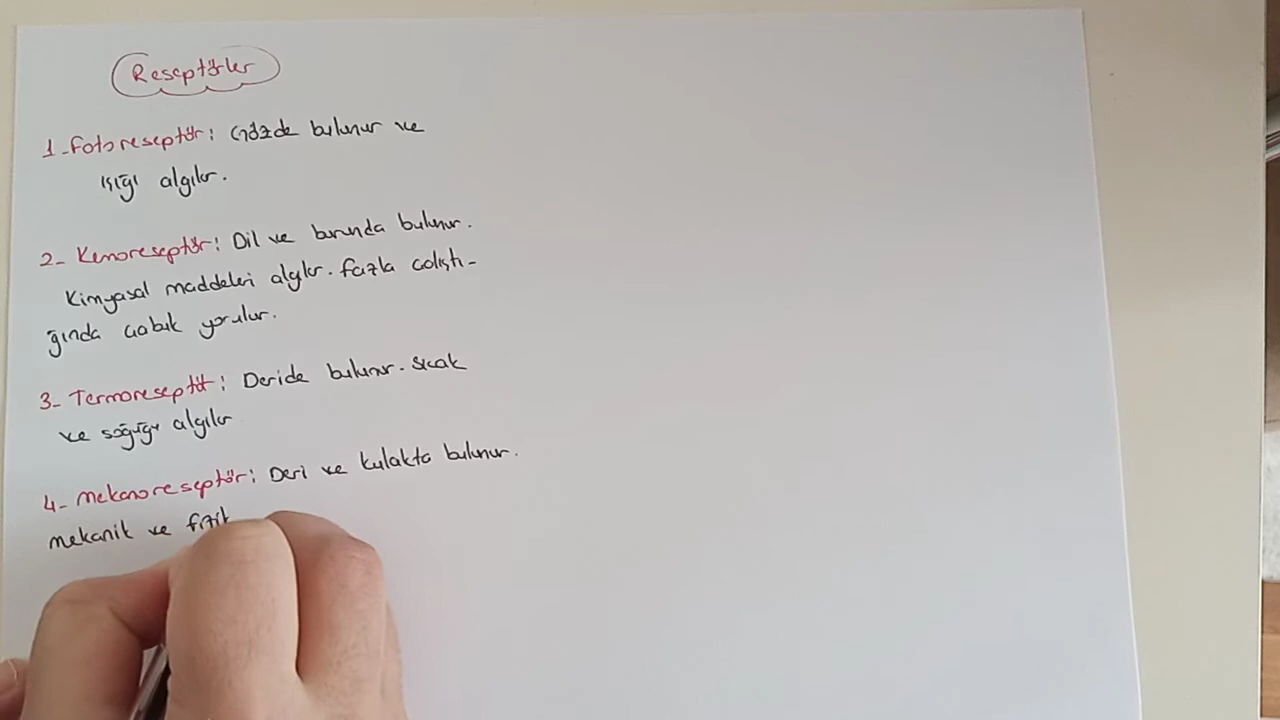 Reseptörler
1-Fotoreseptör: Gözde bulunur ve
ışığı algılar.
2- Kemoreseptör: Dil ve burunda bulunur.
Kimyasal maddeleri algılar. Fazla çalıştı-
ğında çabuk yorulur.
3- Termoreseptör: Deride bulunur. Sıcak
ve soğuğu algılar
4- Mekanoreseptör: Deri ve kulakta bulunur.
mekanik ve fizik